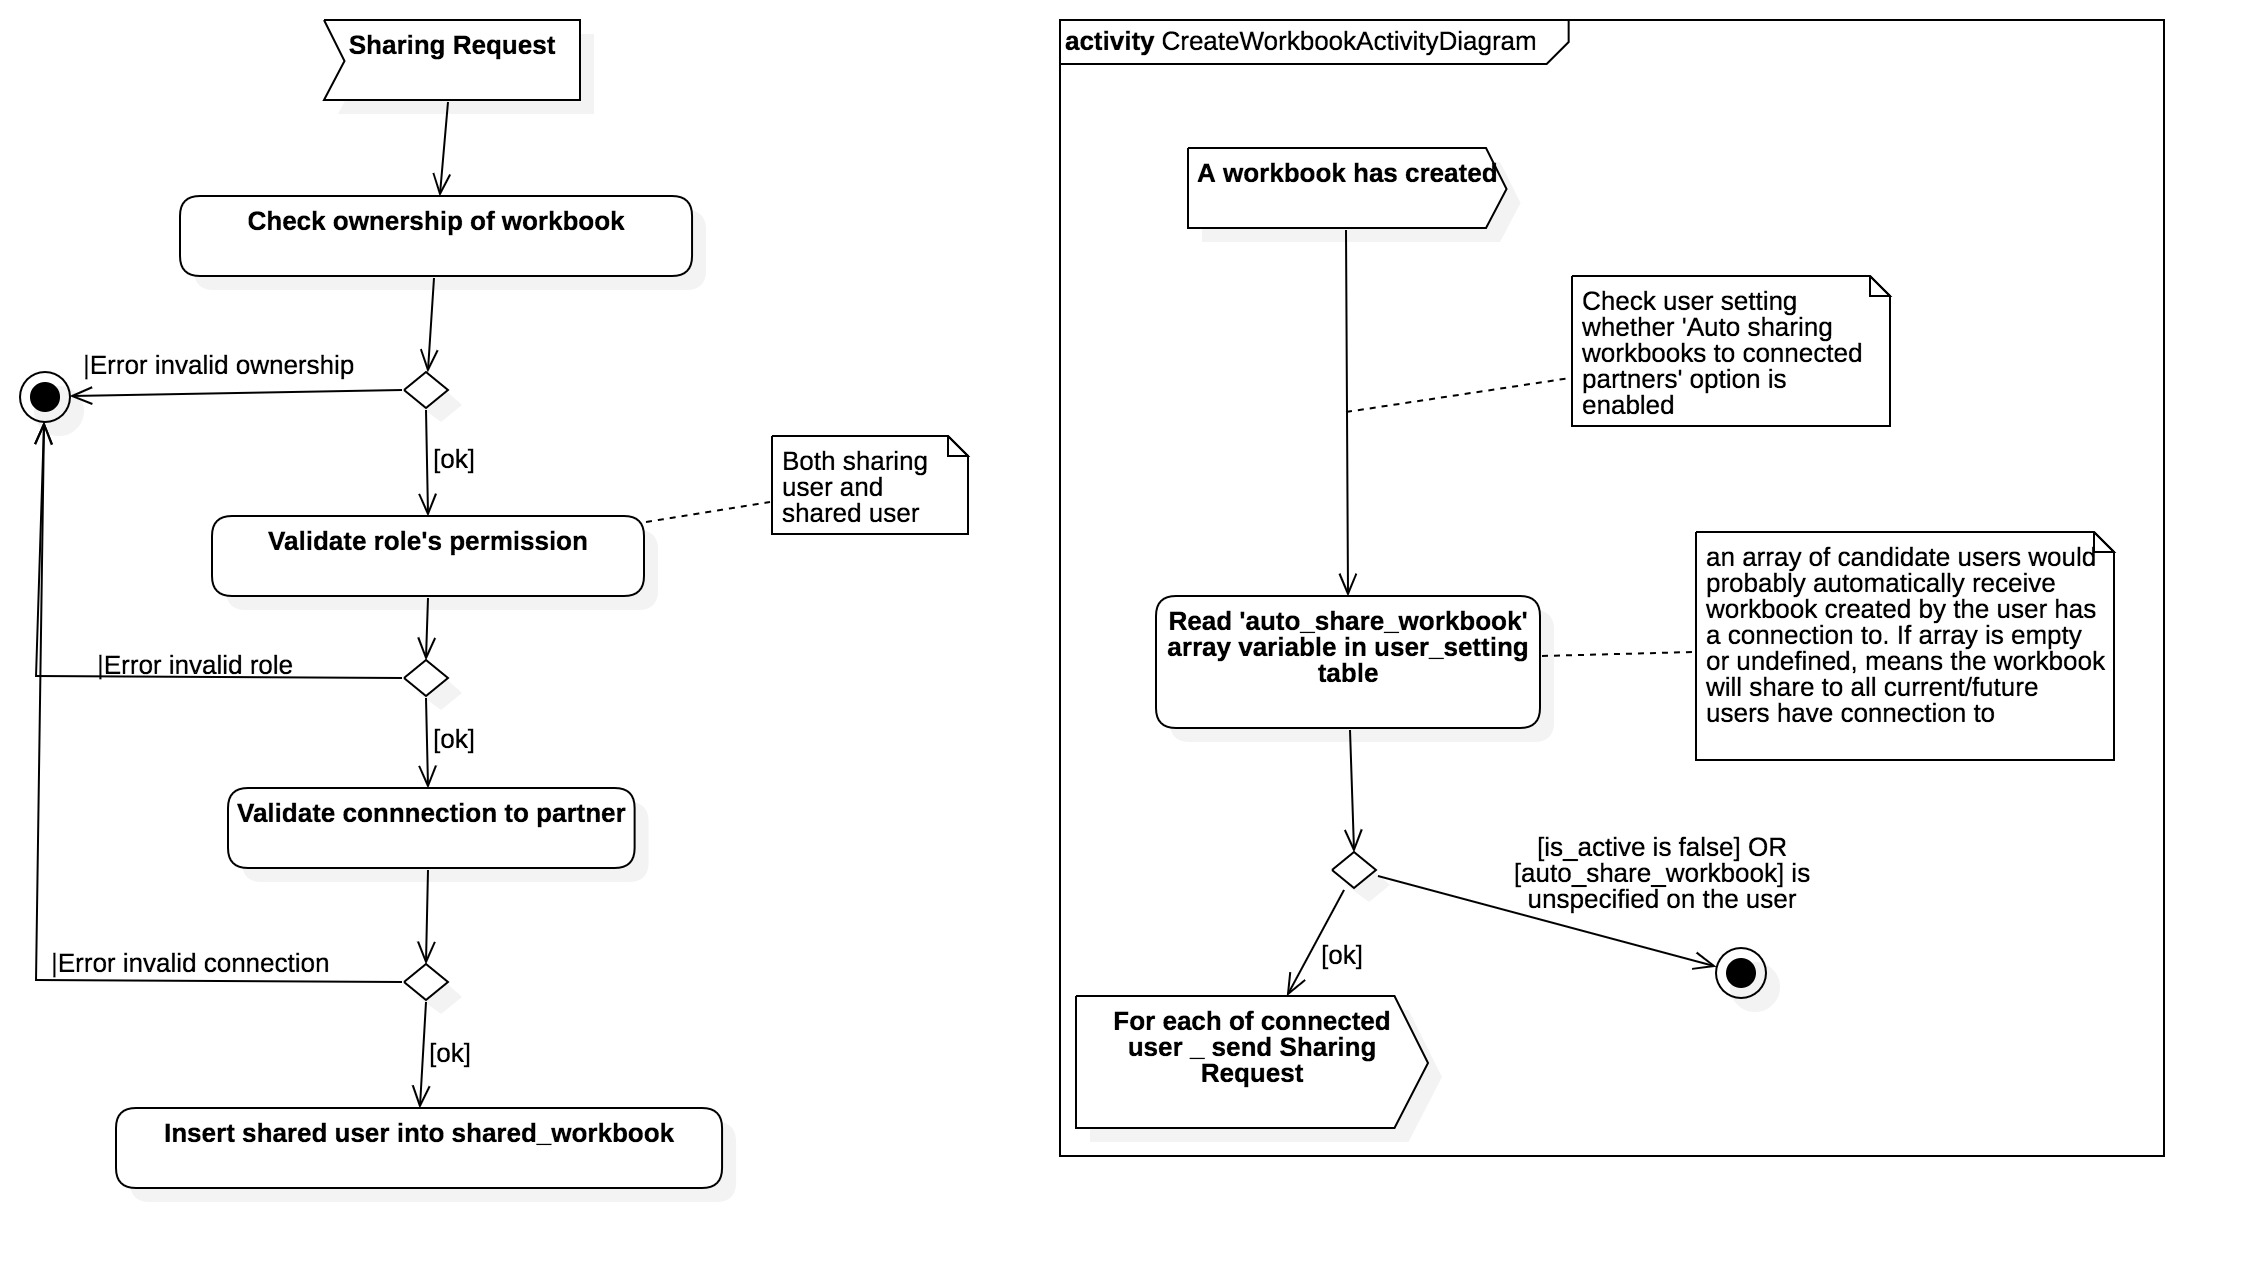 Sharing Request
Check ownership of workbook
|Error invalid ownership
[ok]
Both sharing
user and
shared user
Validate role's permission
|Error invalid role
[ok]
Validate connnection to partner
|Error invalid connection
[ok]
Insert shared user into shared_workbook
activity CreateWorkbookActivityDiagram
A workbook has created
Check user setting
whether 'Auto sharing
workbooks to connected
partners' option is
enabled
Read 'auto_share_workbook'
array variable in user_setting
table
an array of candidate users would
probably automatically receive
workbook created by the user has
a connection to. If array is empty
or undefined, means the workbook
will share to all current/future
users have connection to
[is_active is false] OR
[auto_share_workbook] is
unspecified on the user
[ok]
For each of connected
user _ send Sharing
Request